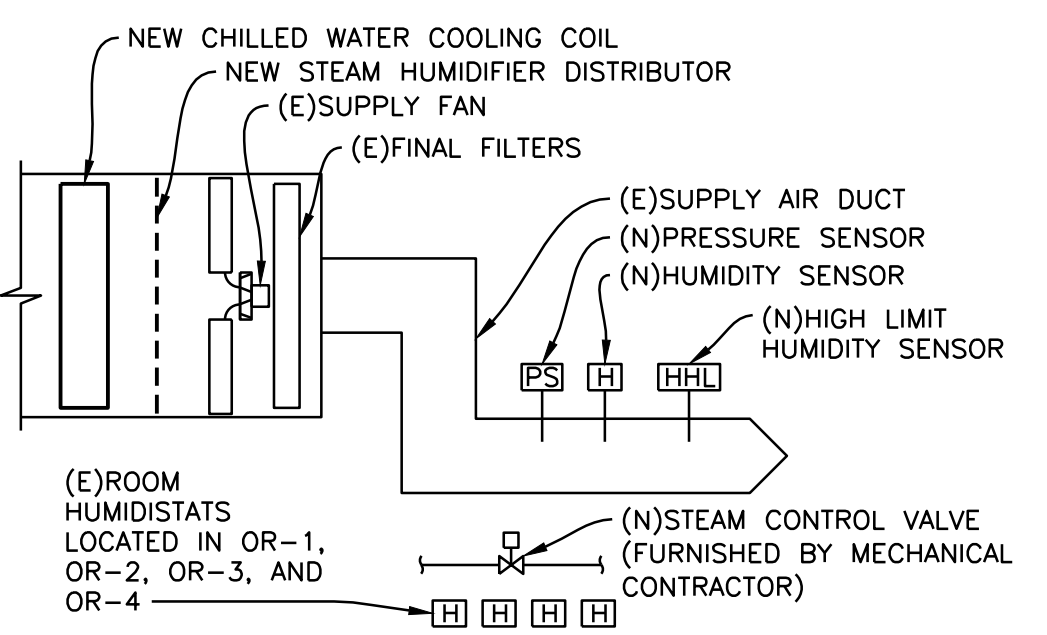 NEW CHILLED WATER COOLING COIL
NEW STEAM HUMIDIFIER DISTRIBUTOR
(E)SUPPLY FAN
(E)FINAL FILTERS
(E)SUPPLY AIR DUCT
(N)PRESSURE SENSOR
(N)HUMIDITY SENSOR
(N)HIGH LIMIT
HUMIDITY SENSOR
PS H HHL
(E)ROOM
HUMIDISTATS
LOCATED IN OR-1,
OR-2, OR-3, AND
OR-4
(N)STEAM CONTROL VALVE
(FURNISHED BY MECHANICAL
CONTRACTOR)
H H H H